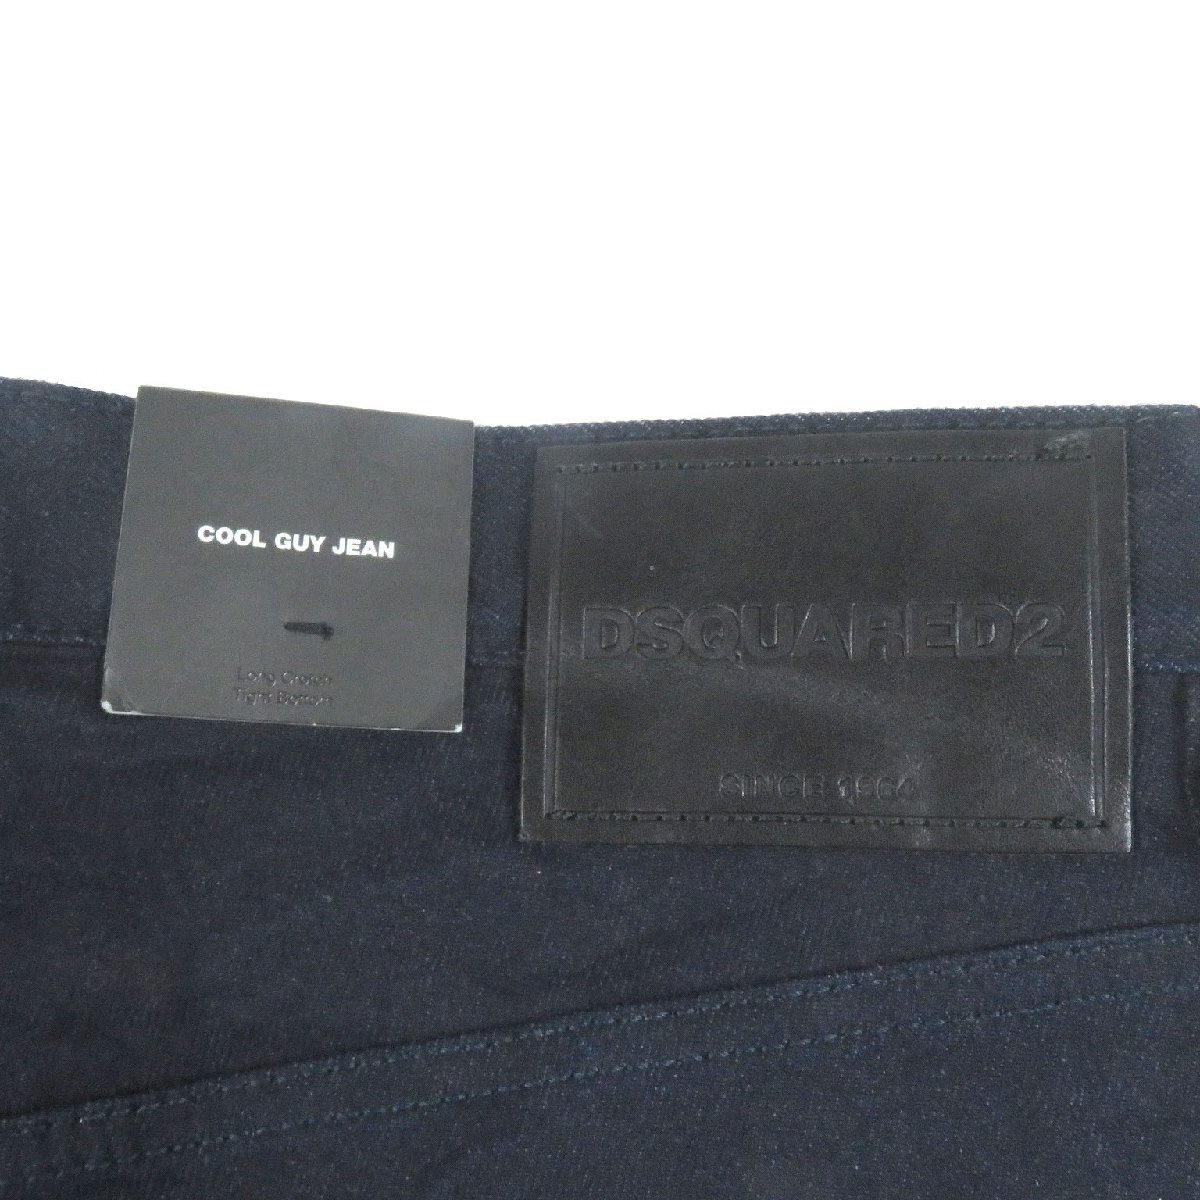 COOL GUY JEAN
Long Crotch
Tight Bottom
DSQUARED2
SINCE 1964